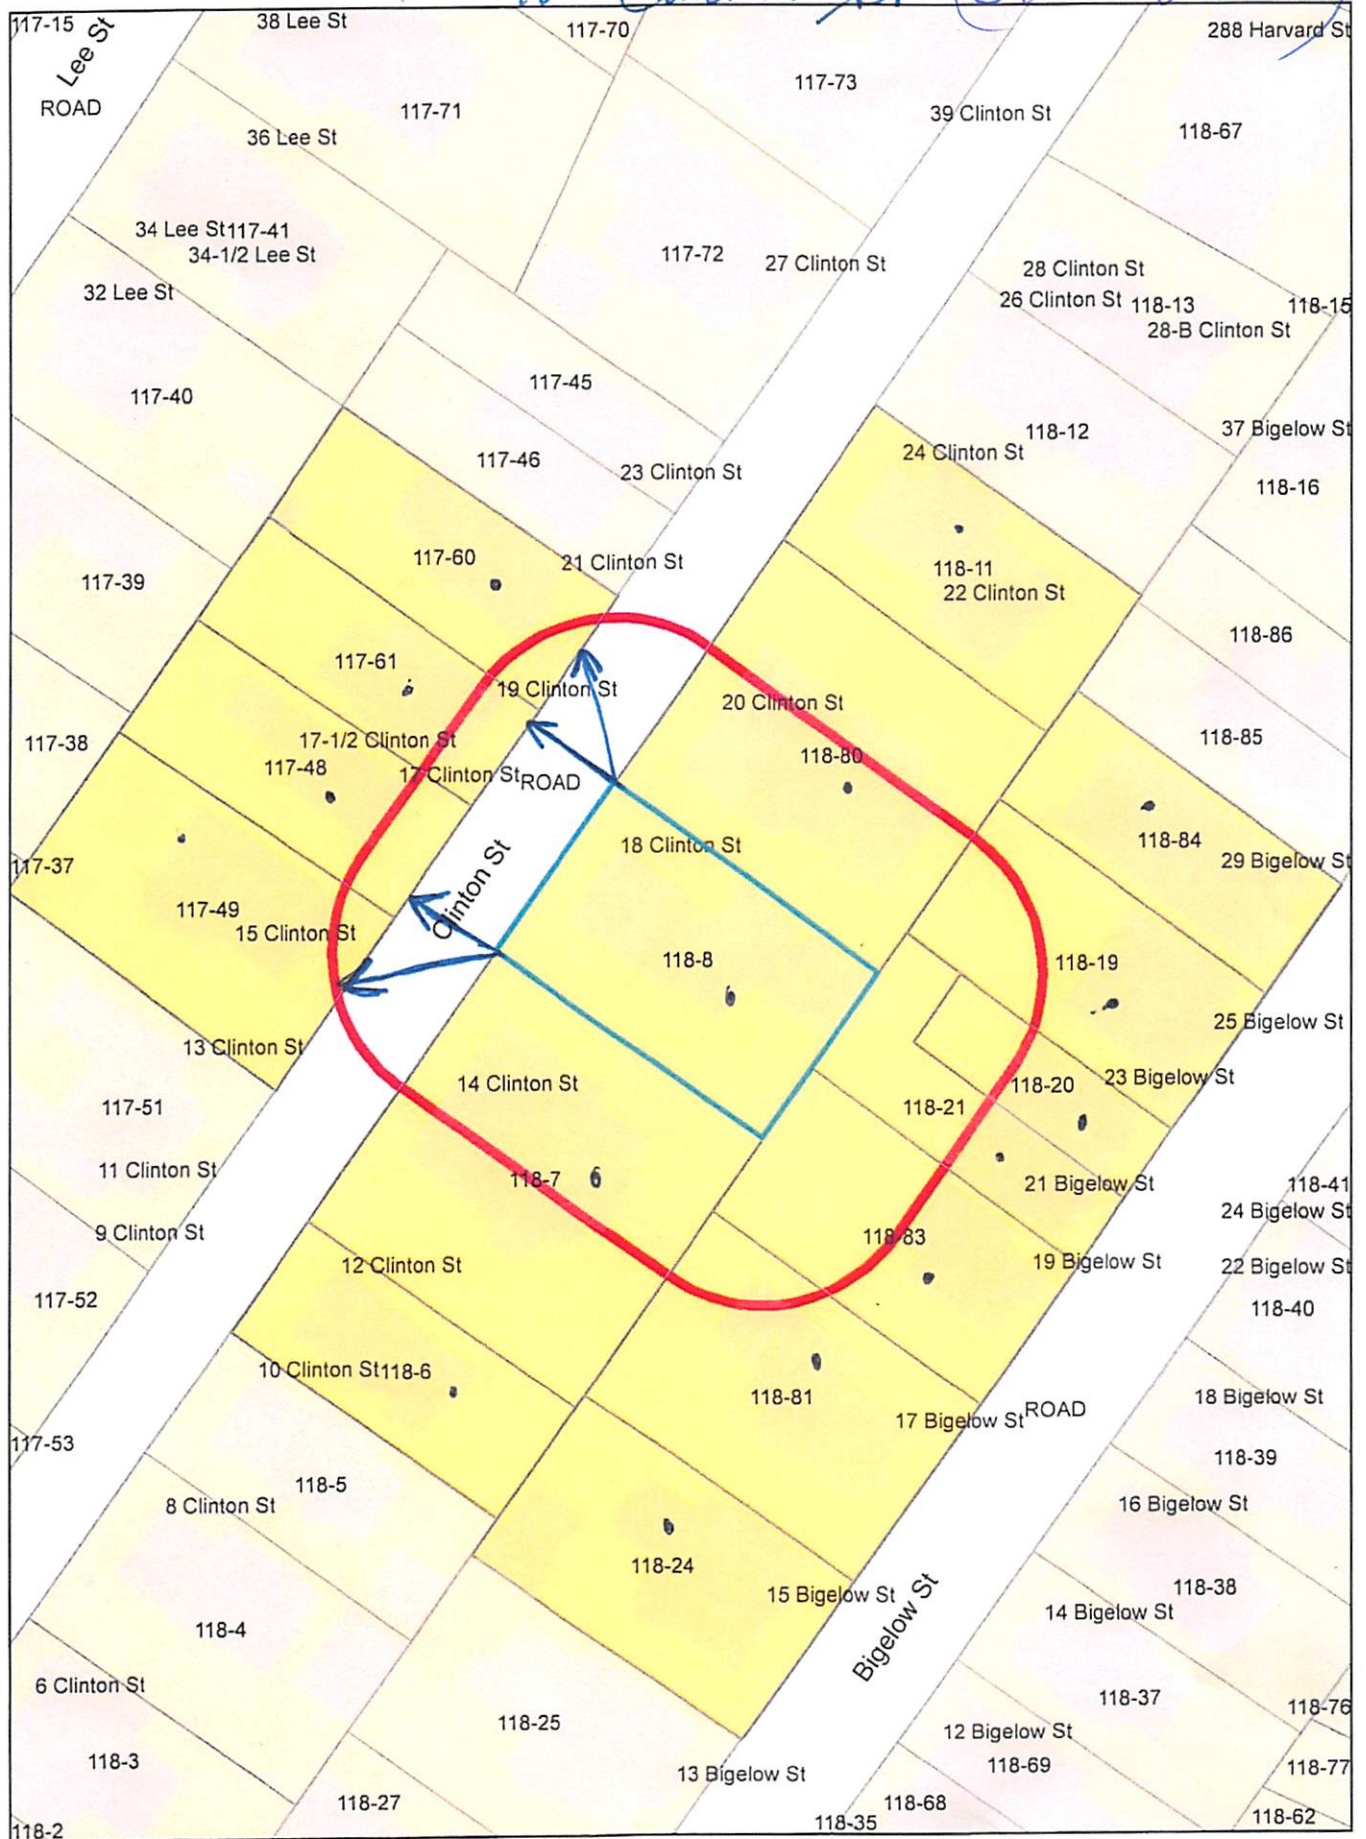 117-15
Lee St
ROAD
38 Lee St
117-70
288 Harvard St
117-73
117-71
39 Clinton St
118-67
36 Lee St
34 Lee St 117-41
34-1/2 Lee St
117-72
27 Clinton St
28 Clinton St
26 Clinton St 118-13
118-15
28-B Clinton St
32 Lee St
117-40
117-45
118-12
37 Bigelow St
24 Clinton St
117-46
23 Clinton St
118-16
117-60
21 Clinton St
118-11
22 Clinton St
117-39
118-86
117-61
19 Clinton St
20 Clinton St
117-38
17-1/2 Clinton St
118-85
118-80
117-48
17 Clinton St
ROAD
18 Clinton St
118-84
29 Bigelow St
117-37
Clinton St
117-49
15 Clinton St
118-8
118-19
25 Bigelow St
13 Clinton St
14 Clinton St
118-20
23 Bigelow St
117-51
118-21
11 Clinton St
118-7
21 Bigelow St
118-41
24 Bigelow St
9 Clinton St
118-83
12 Clinton St
19 Bigelow St
22 Bigelow St
117-52
118-40
10 Clinton St 118-6
118-81
18 Bigelow St
17 Bigelow St
ROAD
117-53
118-39
118-5
8 Clinton St
16 Bigelow St
118-24
15 Bigelow St
118-38
14 Bigelow St
118-4
Bigelow St
6 Clinton St
118-37
118-76
118-25
12 Bigelow St
118-3
13 Bigelow St
118-69
118-77
118-27
118-68
118-62
118-35
118-2